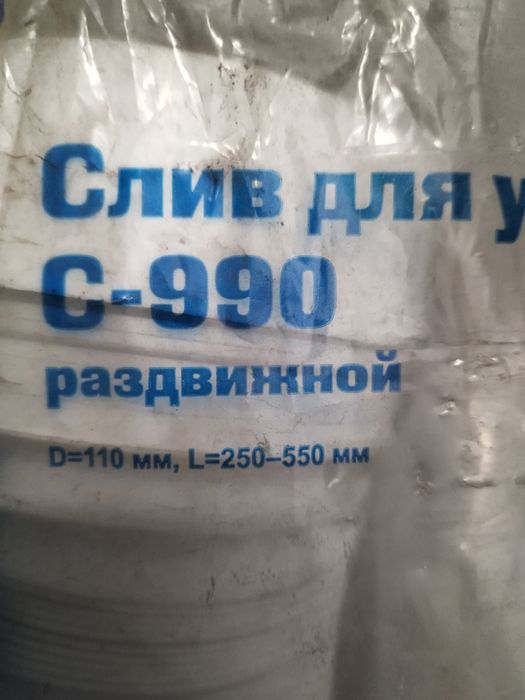 Слив для у
С-990
раздвижной
D=110 мм, L=250–550 мм